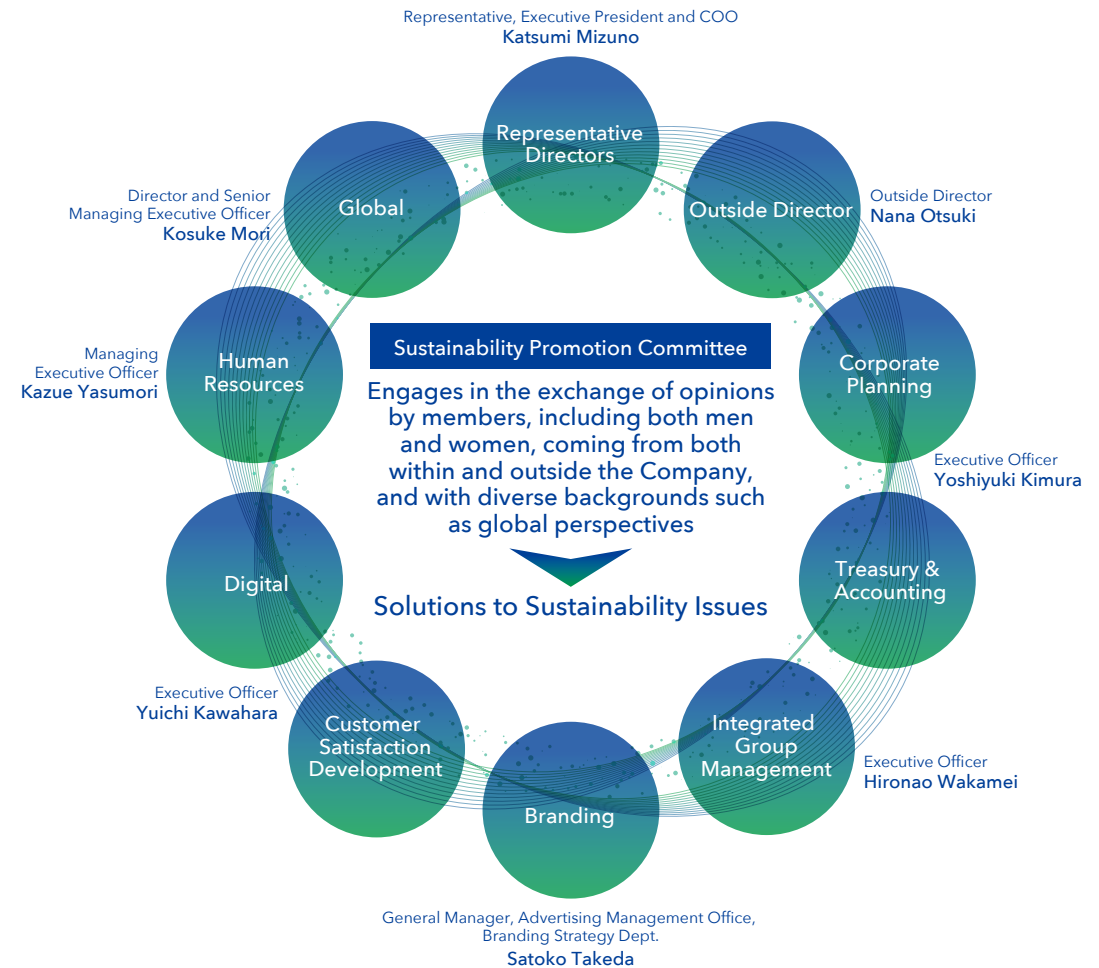 Representative, Executive President and COO
Katsumi Mizuno
Representative
Directors
Global
Outside Director
Director and Senior
Managing Executive Officer
Kosuke Mori
Outside Director
Nana Otsuki
Human
Resources
Managing
Executive Officer
Kazue Yasumori
Corporate
Planning
Executive Officer
Yoshiyuki Kimura
Sustainability Promotion Committee
Engages in the exchange of opinions
by members, including both men
and women, coming from both
within and outside the Company,
and with diverse backgrounds such
as global perspectives
Solutions to Sustainability Issues
Digital
Treasury &
Accounting
Executive Officer
Yuichi Kawahara
Customer
Satisfaction
Development
Integrated
Group
Management
Executive Officer
Hironao Wakamei
Branding
General Manager, Advertising Management Office,
Branding Strategy Dept.
Satoko Takeda